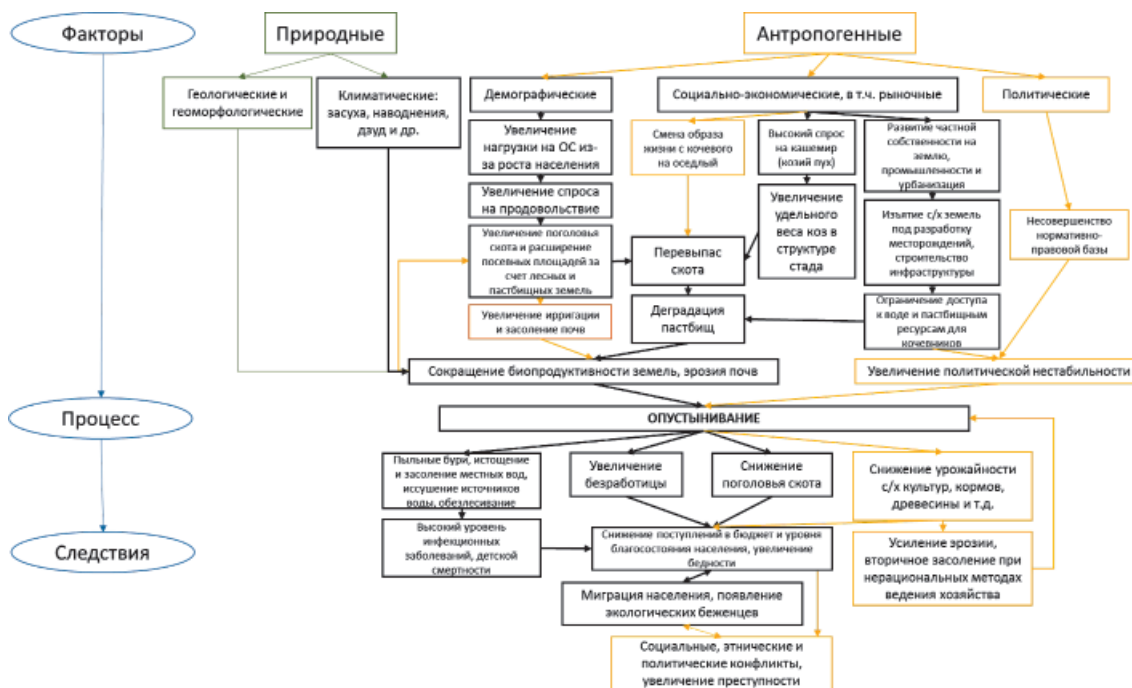 Факторы
Природные
Антропогенные
Геологические и
геоморфологические
Климатические:
засуха, наводнения,
дзуд и др.
Демографические
Социально-экономические, в т.ч. рыночные
Политические
Увеличение
нагрузки на ОС из-
за роста населения
Смена образа
жизни с кочевого
на оседлый
Высокий спрос
на кашемир
(козий пух)
Развитие частной
собственности на
землю,
промышленности и
урбанизация
Увеличение спроса
на продовольствие
Увеличение
удельного
веса коз в
структуре
стада
Изъятие с/х земель
под разработку
месторождений,
строительство
инфраструктуры
Несовершенство
нормативно-
правовой базы
Увеличение поголовья
скота и расширение
посевных площадей за
счет лесных и
пастбищных земель
Перевыпас
скота
Увеличение ирригации
и засоление почв
Деградация
пастбищ
Ограничение доступа
к воде и пастбищным
ресурсам для
кочевников
Сокращение биопродуктивности земель, эрозия почв
Увеличение политической нестабильности
Процесс
ОПУСТЫНИВАНИЕ
Пыльные бури, истощение
и засоление местных вод,
иссушение источников
воды, обезлесивание
Увеличение
безработицы
Снижение
поголовья скота
Снижение урожайности
с/х культур, кормов,
древесины и т.д.
Следствия
Высокий уровень
инфекционных
заболеваний, детской
смертности
Снижение поступлений в бюджет и уровня
благосостояния населения, увеличение
бедности
Усиление эрозии,
вторичное засоление при
нерациональных методах
ведения хозяйства
Миграция населения, появление
экологических беженцев
Социальные, этнические и
политические конфликты,
увеличение преступности